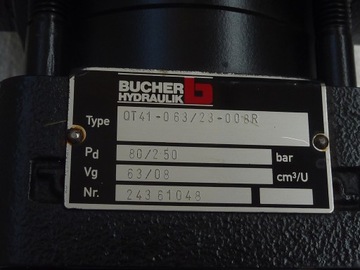 BUCHER
HYDRAULIK
Type QT41-063/23-008R
Pd 80/250 bar
Vg 63/08 cm³/U
Nr. 24361048